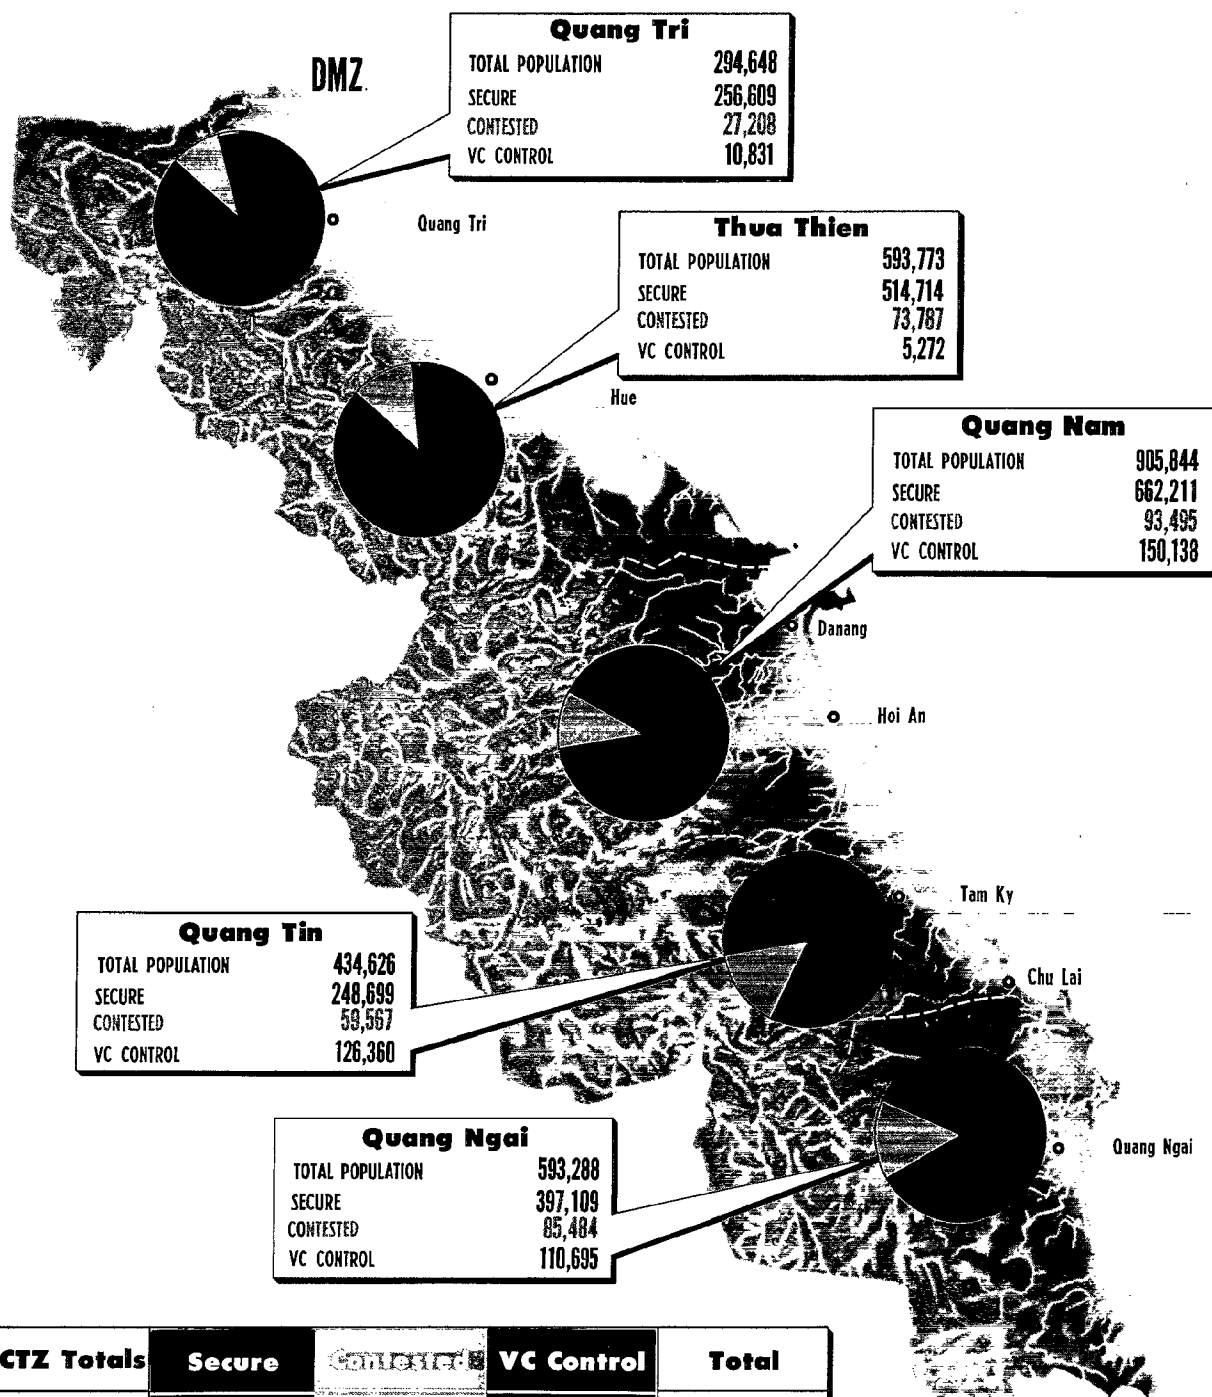 DMZ
Quang Tri
TOTAL POPULATION 294,648
SECURE 256,609
CONTESTED 27,208
VC CONTROL 10,831
Quang Tri
Thua Thien
TOTAL POPULATION 593,773
SECURE 514,714
CONTESTED 73,787
VC CONTROL 5,272
Hue
Quang Nam
TOTAL POPULATION 905,844
SECURE 662,211
CONTESTED 93,495
VC CONTROL 150,138
Danang
Hoi An
Tam Ky
Quang Tin
TOTAL POPULATION 434,626
SECURE 248,699
CONTESTED 59,567
VC CONTROL 126,360
Chu Lai
Quang Ngai
TOTAL POPULATION 593,288
SECURE 397,109
CONTESTED 85,484
VC CONTROL 110,695
Quang Ngai
CTZ Totals Secure Contested VC Control Total